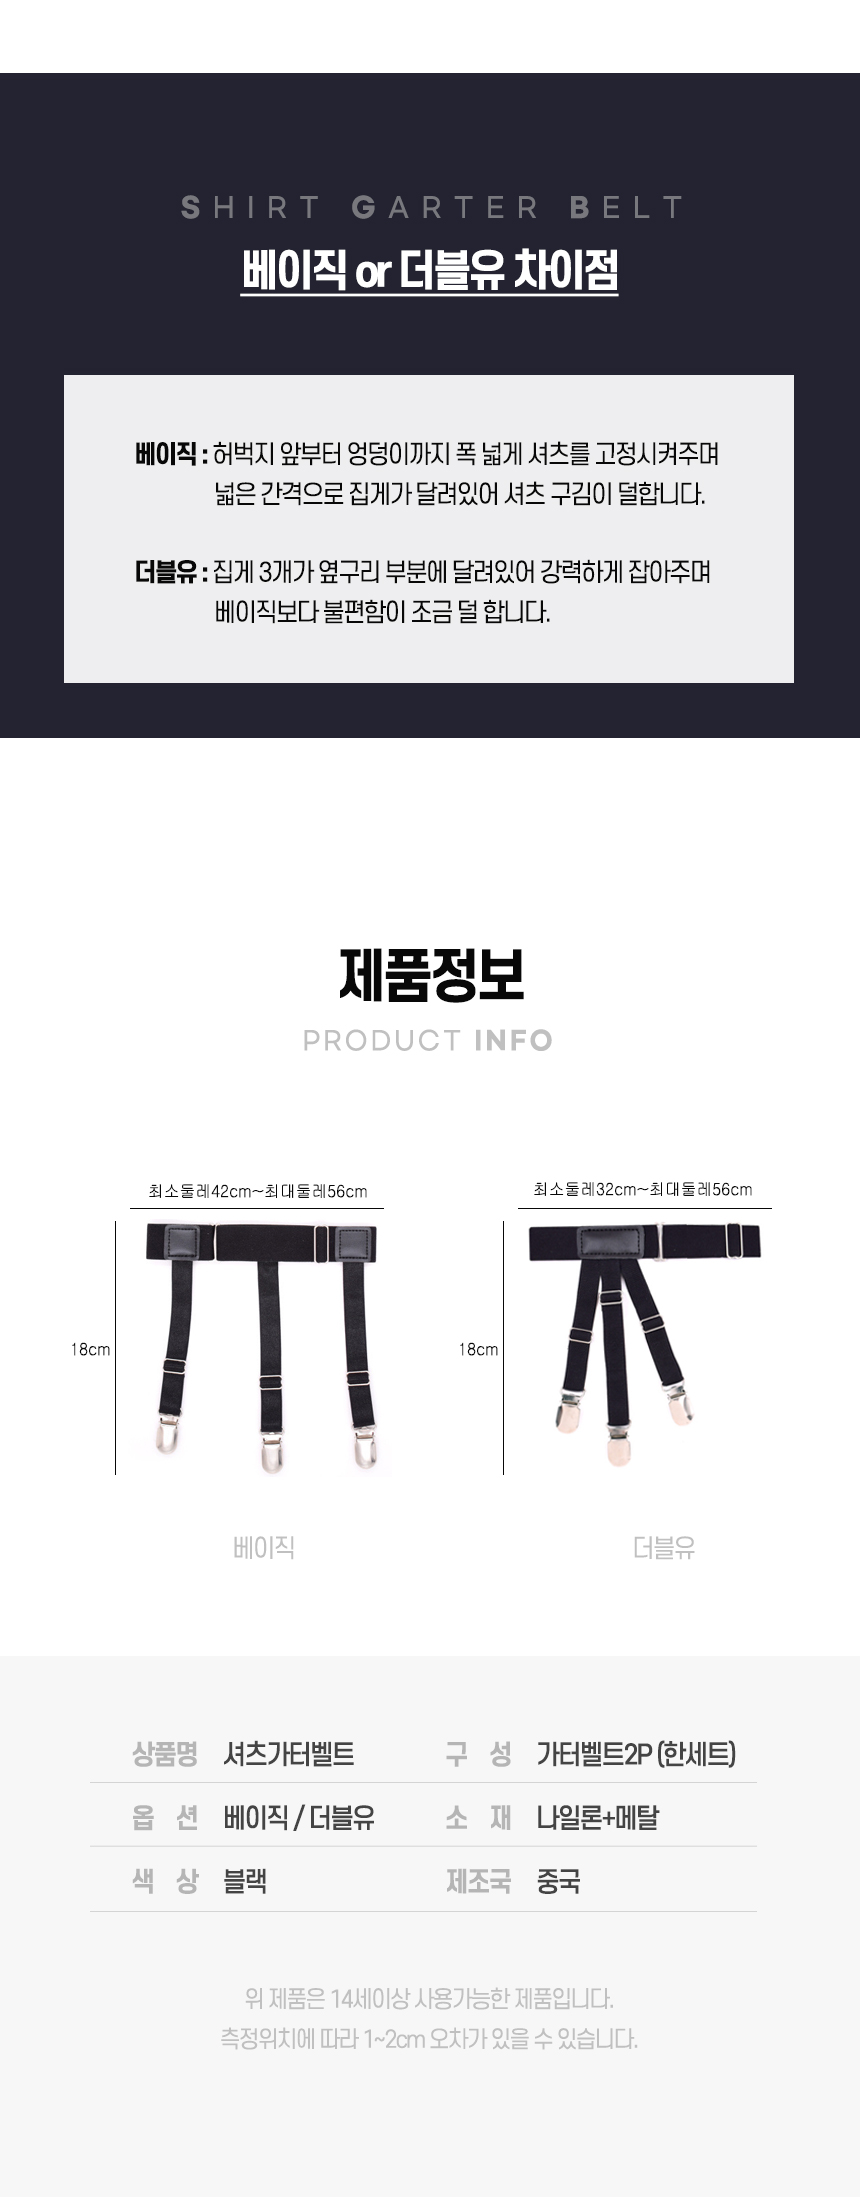 SHIRT GARTER BELT
베이직 or 더블유 차이점
베이직 : 허벅지 앞부터 엉덩이까지 폭 넓게 셔츠를 고정시켜주며
넓은 간격으로 집게가 달려있어 셔츠 구김이 덜합니다.
더블유 : 집게 3개가 옆구리 부분에 달려있어 강력하게 잡아주며
베이직보다 불편함이 조금 덜 합니다.
제품정보
PRODUCT INFO
최소둘레42cm~최대둘레56cm
최소둘레32cm~최대둘레56cm
18cm
18cm
베이직
더블유
상품명 셔츠가터벨트
구 성 가터벨트2P (한세트)
옵 션 베이직 / 더블유
소 재 나일론+메탈
색 상 블랙
제조국 중국
위 제품은 14세이상 사용가능한 제품입니다.
측정위치에 따라 1~2cm 오차가 있을 수 있습니다.